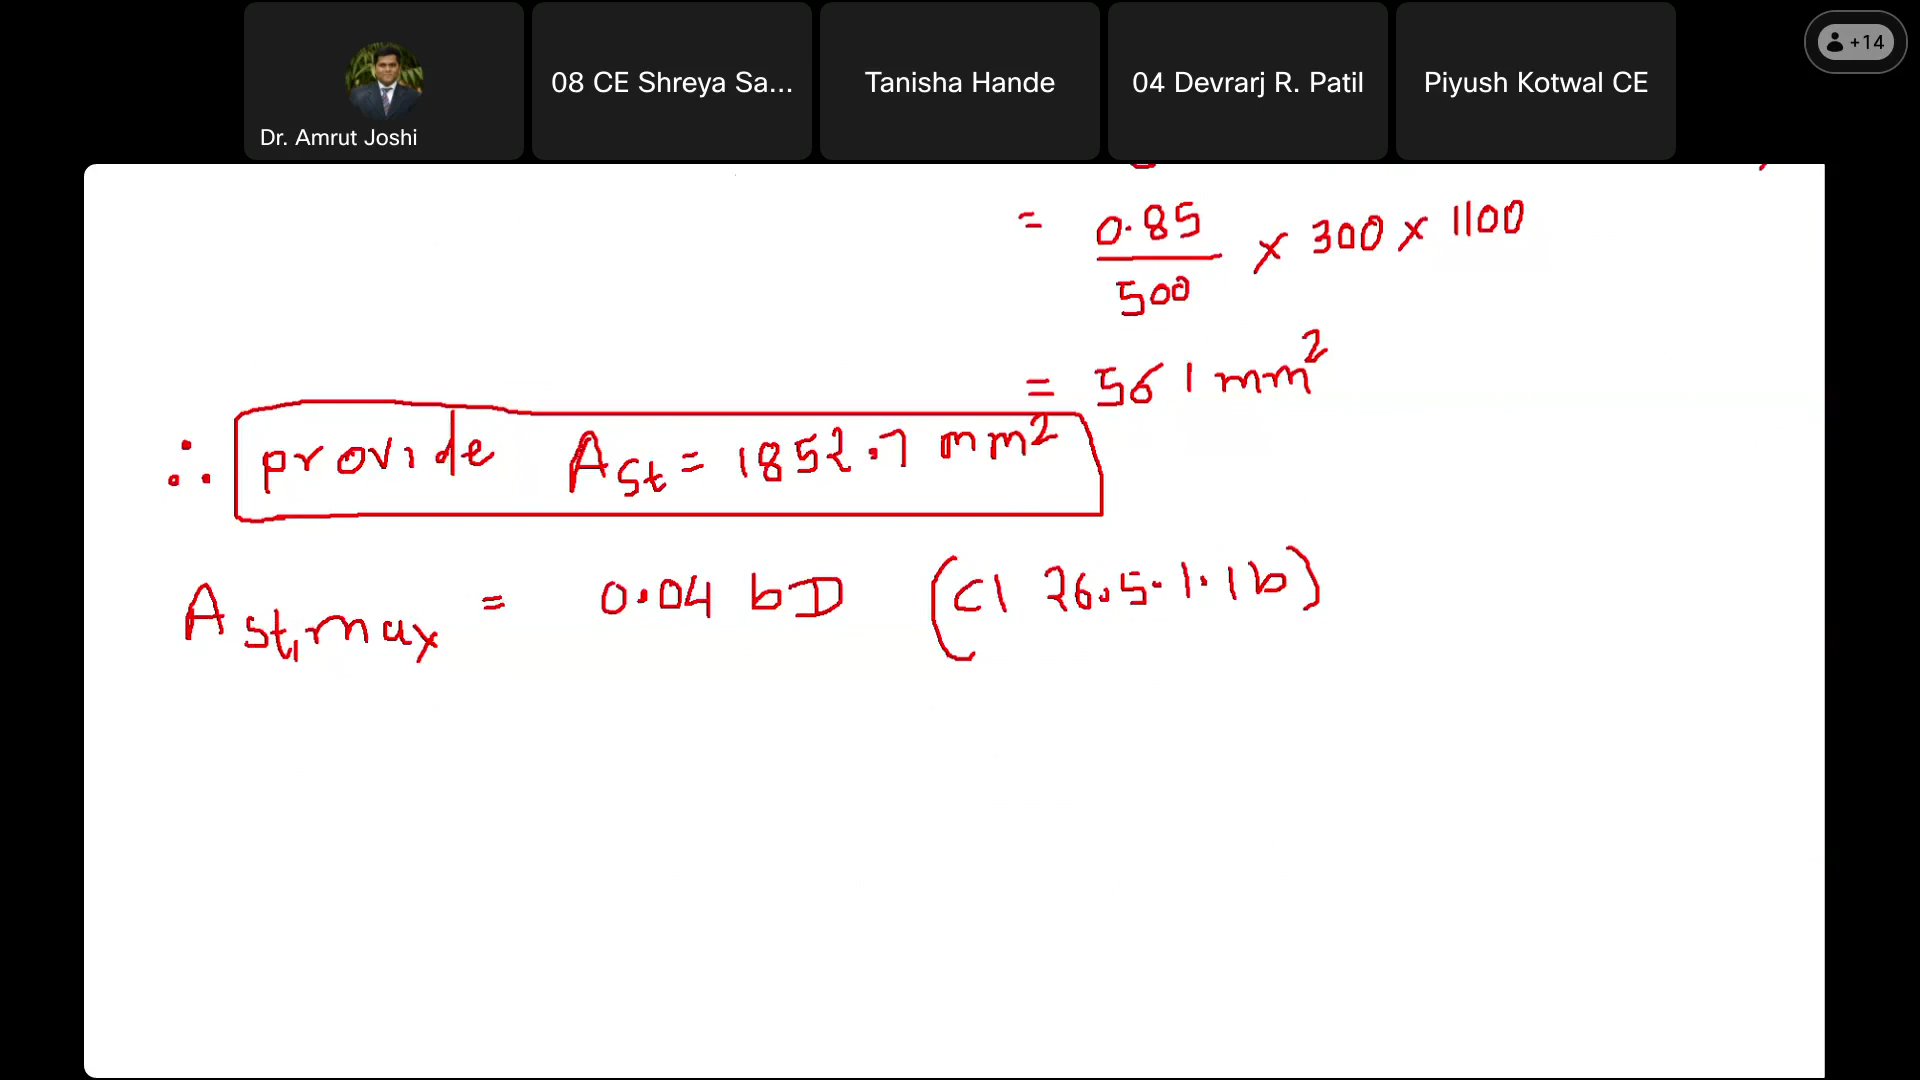 +14
08 CE Shreya Sa...
Tanisha Hande
04 Devrarj R. Patil
Piyush Kotwal CE
Dr. Amrut Joshi
= 0.85 / 500 × 300 × 1100
= 561 mm²
∴ provide Ast = 1852.7 mm²
Ast,max = 0.04 bD (cl 26.5.1.1b)